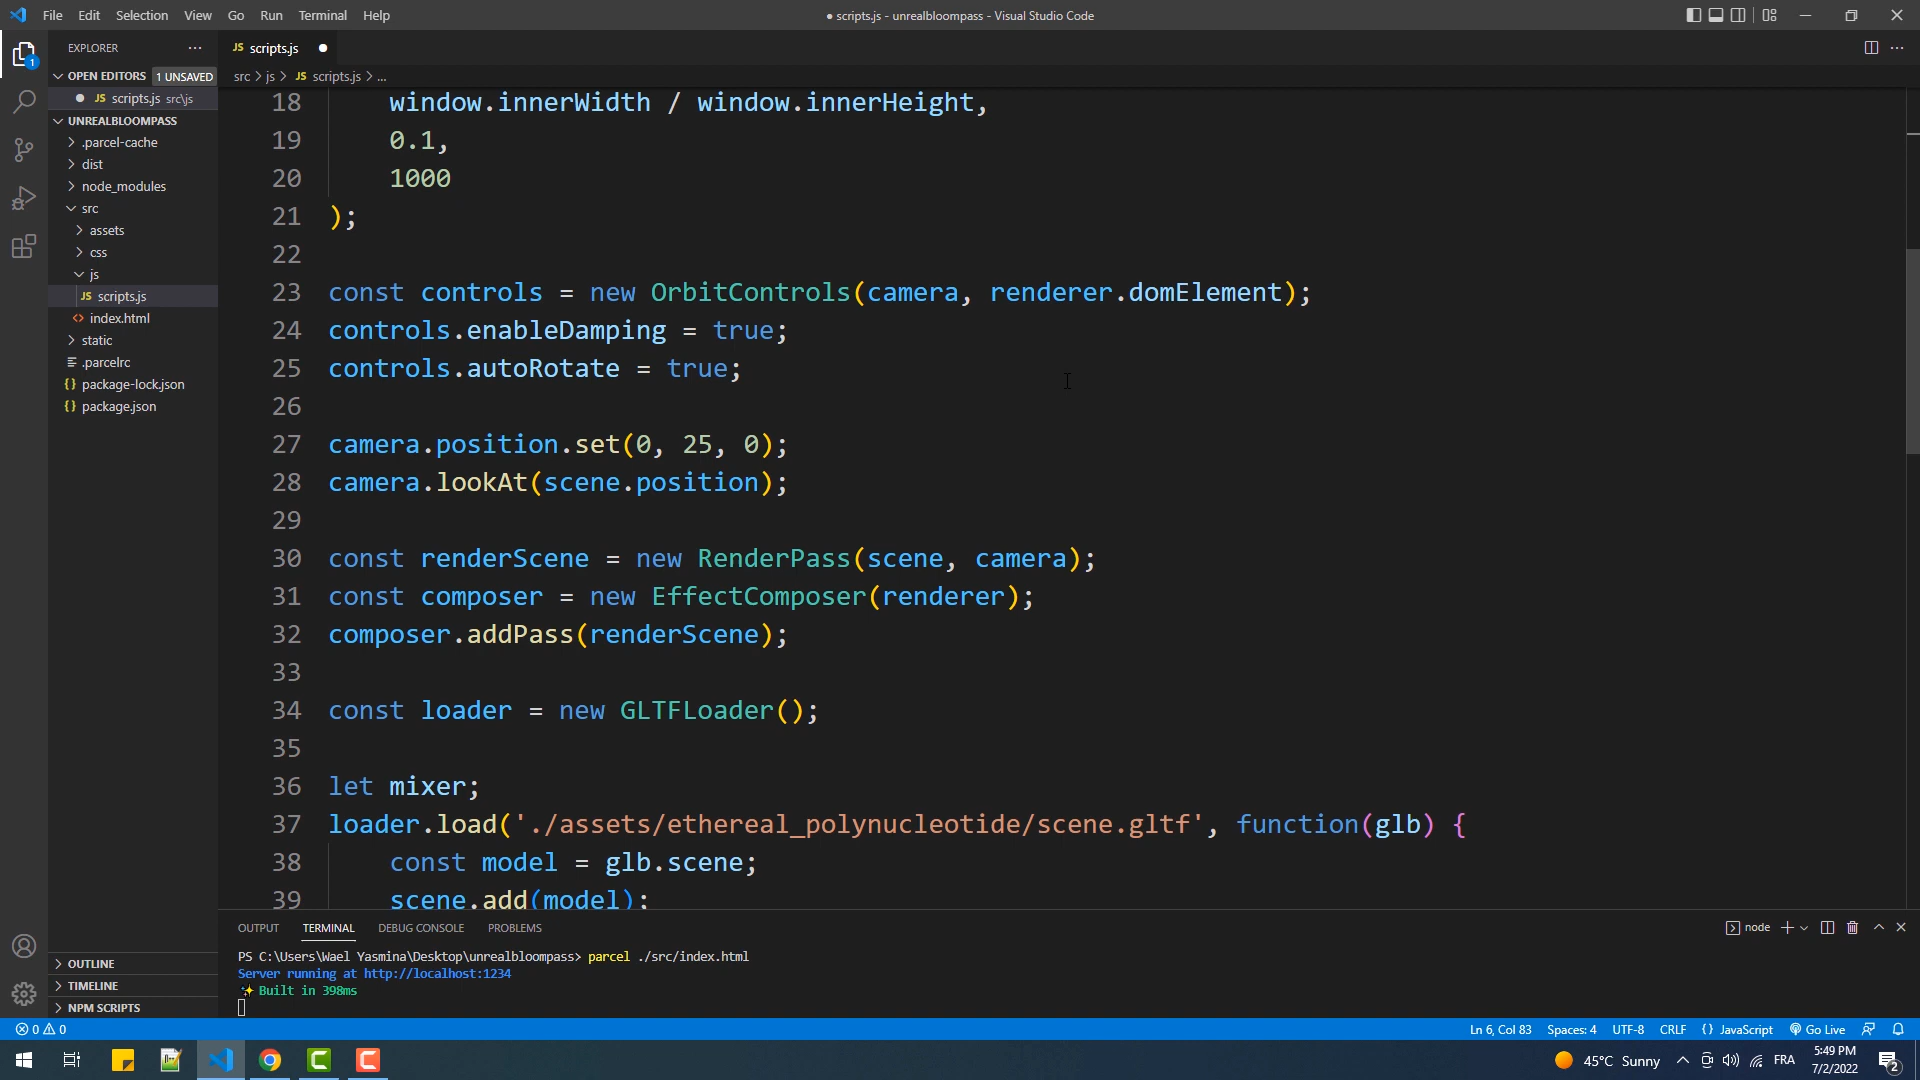 File Edit Selection View Go Run Terminal Help
● scripts.js - unrealbloompass - Visual Studio Code
EXPLORER
OPEN EDITORS 1 UNSAVED
JS scripts.js src\js
UNREALBLOOMPASS
.parcel-cache
dist
node_modules
src
assets
css
js
JS scripts.js
index.html
static
.parcelrc
{} package-lock.json
{} package.json
OUTLINE
TIMELINE
NPM SCRIPTS
JS scripts.js
src > js > JS scripts.js > ...
18 window.innerWidth / window.innerHeight,
19 0.1,
20 1000
21 );
22
23 const controls = new OrbitControls(camera, renderer.domElement);
24 controls.enableDamping = true;
25 controls.autoRotate = true;
26
27 camera.position.set(0, 25, 0);
28 camera.lookAt(scene.position);
29
30 const renderScene = new RenderPass(scene, camera);
31 const composer = new EffectComposer(renderer);
32 composer.addPass(renderScene);
33
34 const loader = new GLTFLoader();
35
36 let mixer;
37 loader.load('./assets/ethereal_polynucleotide/scene.gltf', function(glb) {
38 const model = glb.scene;
39 scene.add(model);
OUTPUT TERMINAL DEBUG CONSOLE PROBLEMS
node
PS C:\Users\Wael Yasmina\Desktop\unrealbloompass> parcel ./src/index.html
Server running at http://localhost:1234
✨ Built in 398ms
0 0
Ln 6, Col 83 Spaces: 4 UTF-8 CRLF {} JavaScript Go Live
45°C Sunny FRA 5:49 PM
7/2/2022 2
1